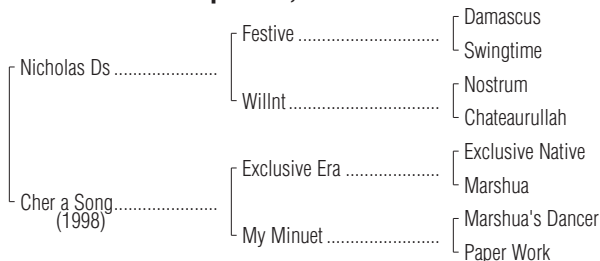 Damascus
Festive ..............................
Swingtime
Nicholas Ds ......................
Nostrum
Willnt ................................
Chateaurullah
Exclusive Native
Exclusive Era ....................
Marshua
Cher a Song......................
(1998)
Marshua's Dancer
My Minuet ........................
Paper Work